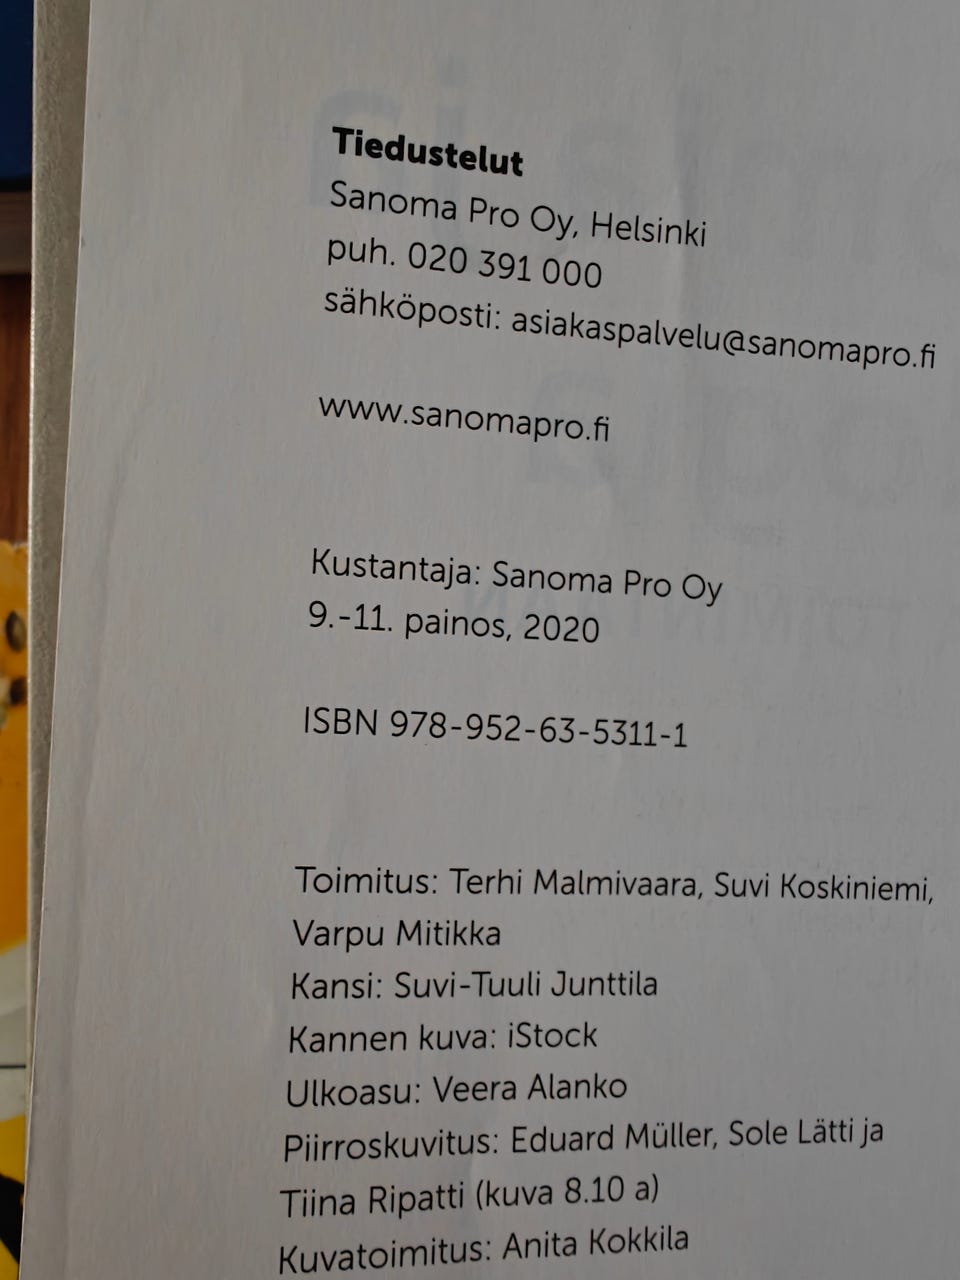 Tiedustelut
Sanoma Pro Oy, Helsinki
puh. 020 391 000
sähköposti: asiakaspalvelu@sanomapro.fi
www.sanomapro.fi
Kustantaja: Sanoma Pro Oy
9.-11. painos, 2020
ISBN 978-952-63-5311-1
Toimitus: Terhi Malmivaara, Suvi Koskiniemi,
Varpu Mitikka
Kansi: Suvi-Tuuli Junttila
Kannen kuva: iStock
Ulkoasu: Veera Alanko
Piirroskuvitus: Eduard Müller, Sole Lätti ja
Tiina Ripatti (kuva 8.10 a)
Kuvatoimitus: Anita Kokkila